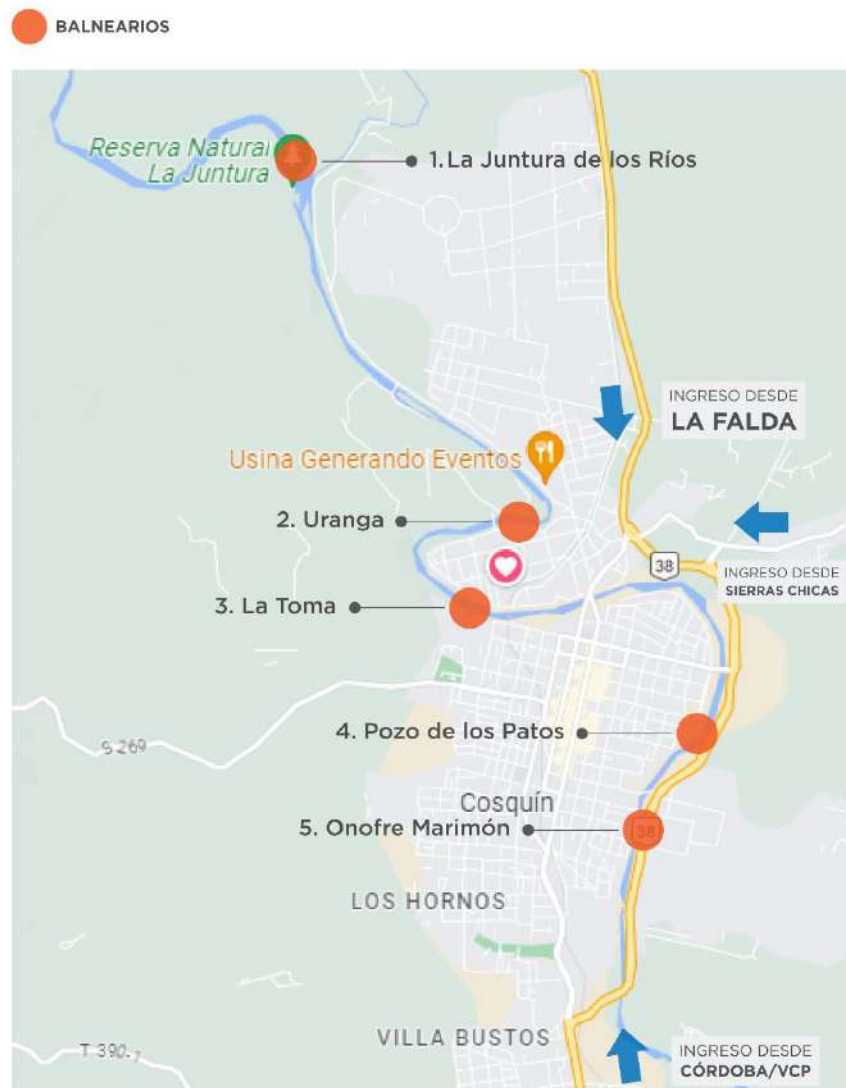 BALNEARIOS
Reserva Natural
La Juntura
1. La Juntura de los Ríos
INGRESO DESDE
LA FALDA
Usina Generando Eventos
2. Uranga
38
INGRESO DESDE
SIERRAS CHICAS
3. La Toma
4. Pozo de los Patos
S 269
Cosquín
5. Onofre Marimón
38
LOS HORNOS
VILLA BUSTOS
T 390-7
INGRESO DESDE
CÓRDOBA/VCP